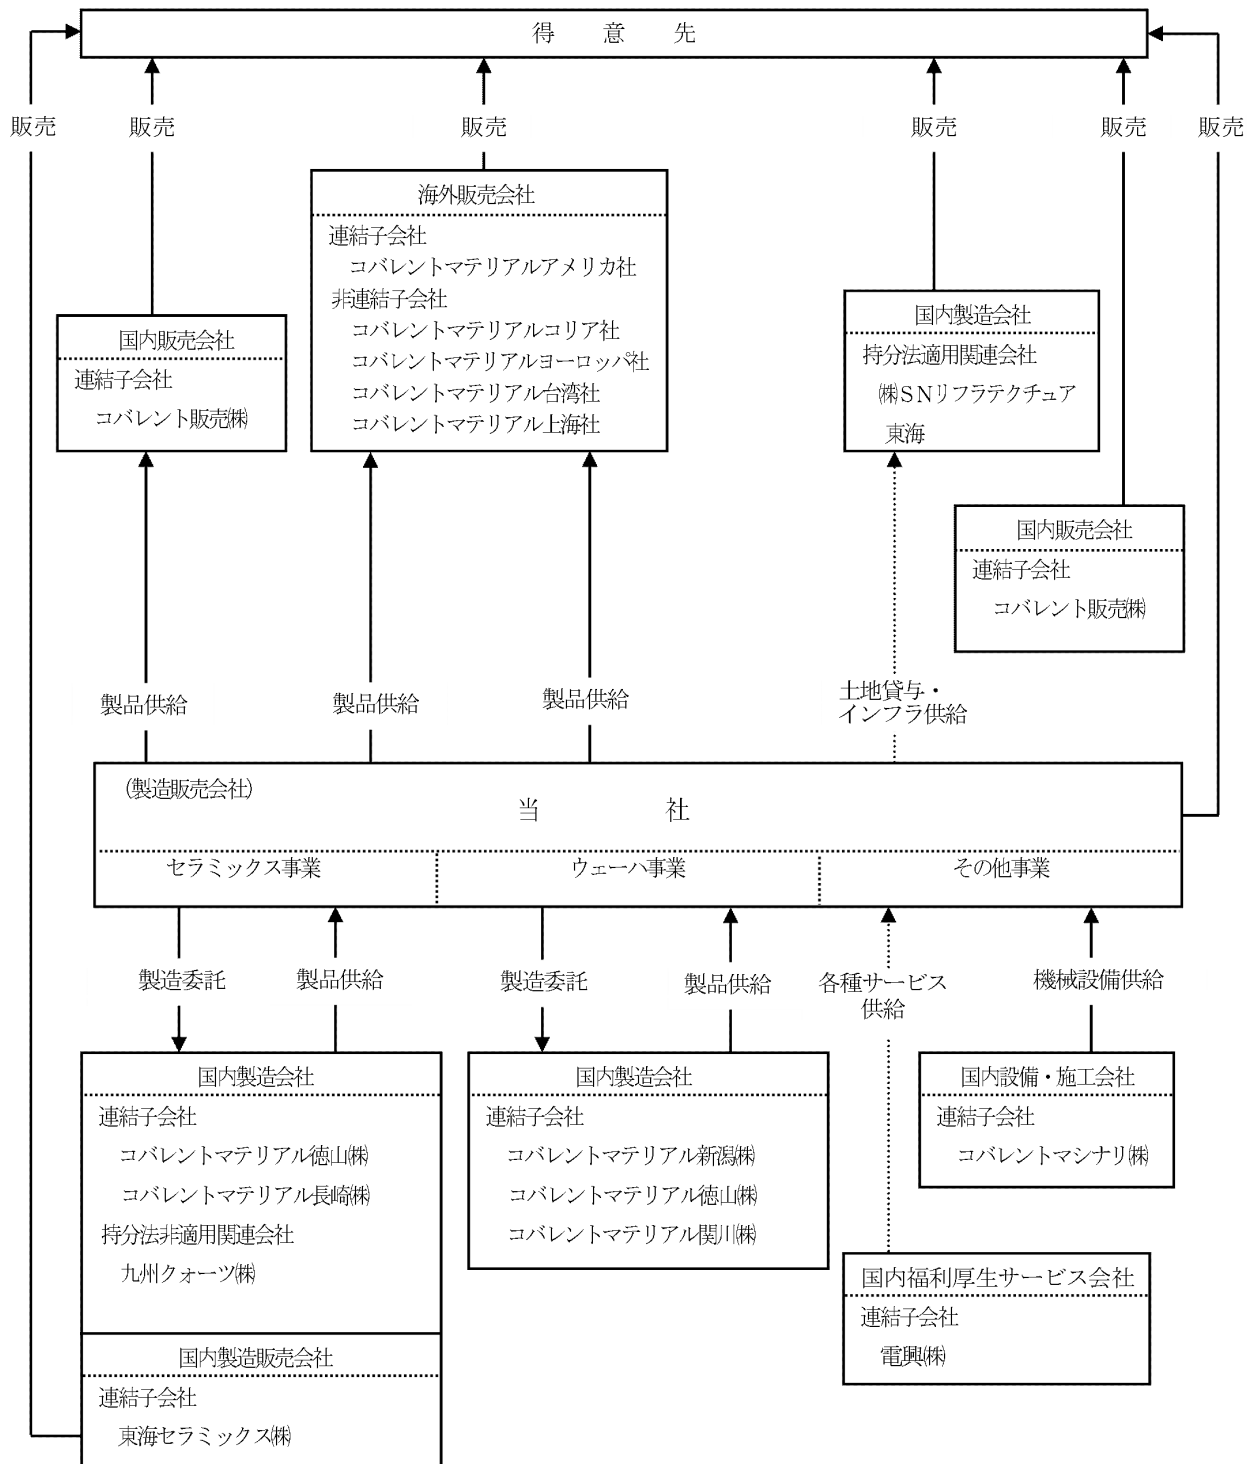 得意先
販売
販売
販売
販売
販売
販売
海外販売会社
連結子会社
コバレントマテリアルアメリカ社
非連結子会社
コバレントマテリアルコリア社
コバレントマテリアルヨーロッパ社
コバレントマテリアル台湾社
コバレントマテリアル上海社
国内販売会社
連結子会社
コバレント販売㈱
国内製造会社
持分法適用関連会社
㈱ＳＮリフラテクチュア
東海
国内販売会社
連結子会社
コバレント販売㈱
製品供給
製品供給
製品供給
土地貸与・
インフラ供給
(製造販売会社)
当社
セラミックス事業
ウェーハ事業
その他事業
製造委託
製品供給
製造委託
製品供給
各種サービス
供給
機械設備供給
国内製造会社
連結子会社
コバレントマテリアル徳山㈱
コバレントマテリアル長崎㈱
持分法非適用関連会社
九州クォーツ㈱
国内製造販売会社
連結子会社
東海セラミックス㈱
国内製造会社
連結子会社
コバレントマテリアル新潟㈱
コバレントマテリアル徳山㈱
コバレントマテリアル関川㈱
国内設備・施工会社
連結子会社
コバレントマシナリ㈱
国内福利厚生サービス会社
連結子会社
電興㈱